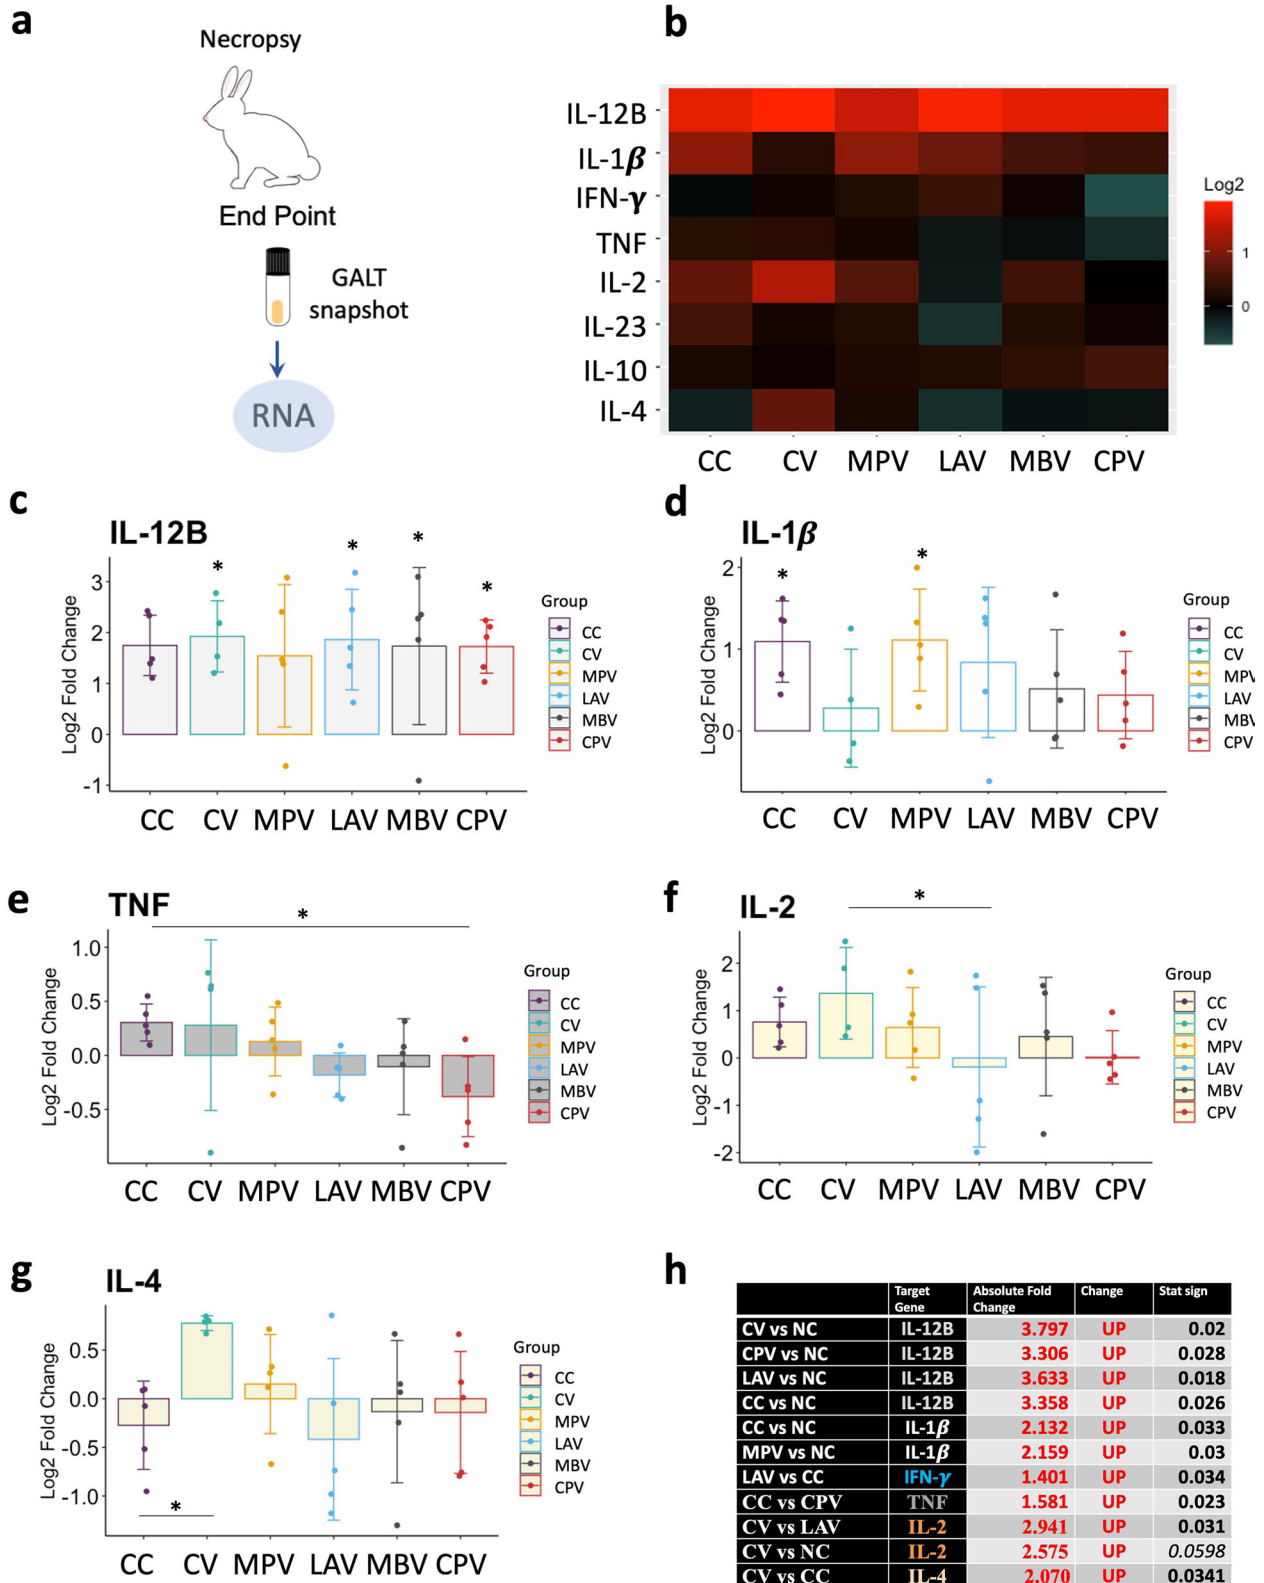 a
Necropsy
End Point
GALT
snapshot
RNA
b
IL-12B
IL-1β
IFN-γ
TNF
IL-2
IL-23
IL-10
IL-4
CC CV MPV LAV MBV CPV
Log2
1
0
c
IL-12B
* * * *
Log2 Fold Change
3
2
1
0
-1
CC CV MPV LAV MBV CPV
Group
CC
CV
MPV
LAV
MBV
CPV
d
IL-1β
* *
Log2 Fold Change
2
1
0
CC CV MPV LAV MBV CPV
Group
CC
CV
MPV
LAV
MBV
CPV
e
TNF
*
Log2 Fold Change
1.0
0.5
0.0
-0.5
CC CV MPV LAV MBV CPV
Group
CC
CV
MPV
LAV
MBV
CPV
f
IL-2
*
Log2 Fold Change
2
1
0
-1
-2
CC CV MPV LAV MBV CPV
Group
CC
CV
MPV
LAV
MBV
CPV
g
IL-4
Log2 Fold Change
0.5
0.0
-0.5
-1.0
*
CC CV MPV LAV MBV CPV
Group
CC
CV
MPV
LAV
MBV
CPV
h
Target Gene Absolute Fold Change Change Stat sign
CV vs NC IL-12B 3.797 UP 0.02
CPV vs NC IL-12B 3.306 UP 0.028
LAV vs NC IL-12B 3.633 UP 0.018
CC vs NC IL-12B 3.358 UP 0.026
CC vs NC IL-1β 2.132 UP 0.033
MPV vs NC IL-1β 2.159 UP 0.03
LAV vs CC IFN-γ 1.401 UP 0.034
CC vs CPV TNF 1.581 UP 0.023
CV vs LAV IL-2 2.941 UP 0.031
CV vs NC IL-2 2.575 UP 0.0598
CV vs CC IL-4 2.070 UP 0.0341